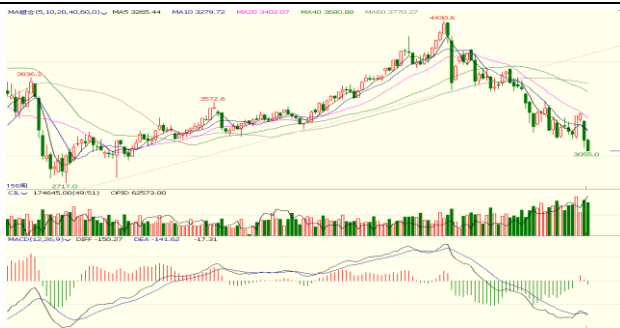 MA组合(5,10,20,40,60,0) MA5 3265.44 MA10 3279.72 MA20 3402.07 MA40 3680.88 MA60 3770.27
4430.6
3836.2
3572.6
3055.0
2717.0
150周
CJL 174645.00(49:51) OPID 62573.00
MACD(12,26,9) DIFF -150.27 DEA -141.62 -17.31